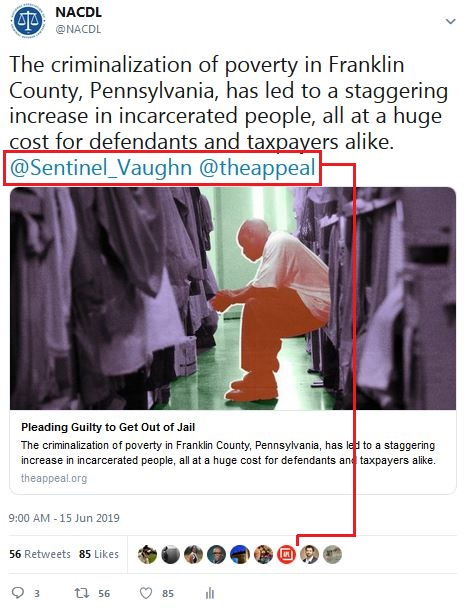 NACDL
@NACDL
The criminalization of poverty in Franklin
County, Pennsylvania, has led to a staggering
increase in incarcerated people, all at a huge
cost for defendants and taxpayers alike.
@Sentinel_Vaughn @theappeal
Pleading Guilty to Get Out of Jail
The criminalization of poverty in Franklin County, Pennsylvania, has led to a staggering
increase in incarcerated people, all at a huge cost for defendants and taxpayers alike.
theappeal.org
9:00 AM - 15 Jun 2019
56 Retweets 85 Likes
3 56 85